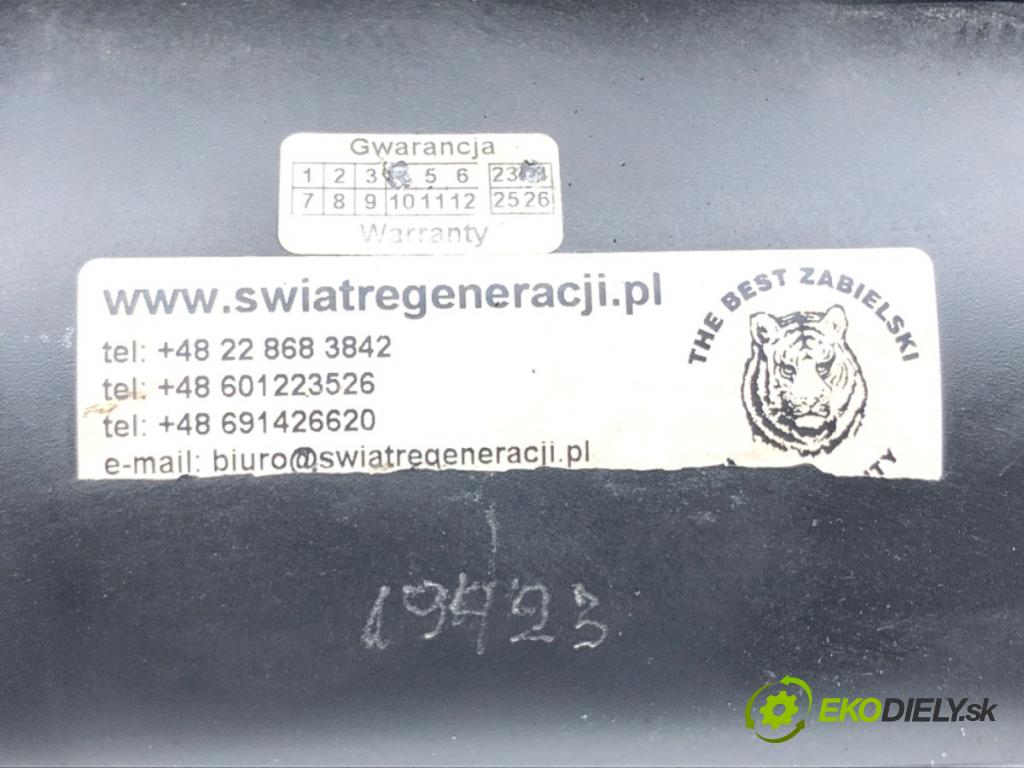 Gwarancja
1 2 3 5 6 23
7 8 9 10 11 12 25 26
Warranty
www.swiatregeneracji.pl
tel: +48 22 868 3842
tel: +48 601223526
tel: +48 691426620
e-mail: biuro@swiatregeneracji.pl
THE BEST ZABIELSKI
19423
EKODIELY.sk